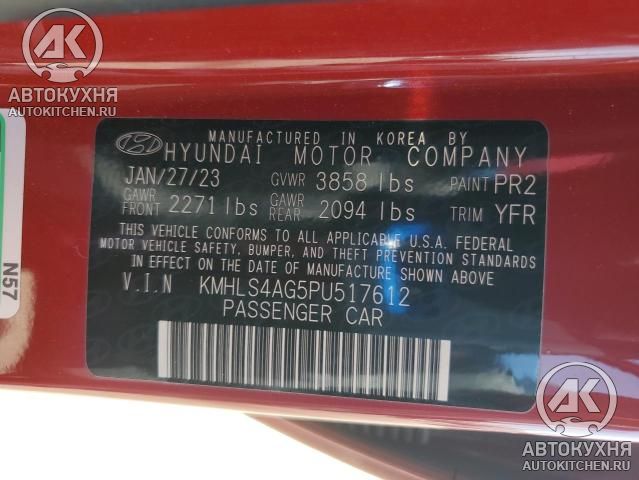 АК
АВТОКУХНЯ
AUTOKITCHEN.RU
MANUFACTURED IN KOREA BY
HYUNDAI MOTOR COMPANY
JAN/27/23 GVWR 3858 lbs PAINT PR2
GAWR FRONT 2271 lbs GAWR REAR 2094 lbs TRIM YFR
THIS VEHICLE CONFORMS TO ALL APPLICABLE U.S.A. FEDERAL
MOTOR VEHICLE SAFETY, BUMPER, AND THEFT PREVENTION STANDARDS
IN EFFECT ON THE DATE OF MANUFACTURE SHOWN ABOVE
V.I.N KMHLS4AG5PU517612
PASSENGER CAR
N57
АК
АВТОКУХНЯ
AUTOKITCHEN.RU